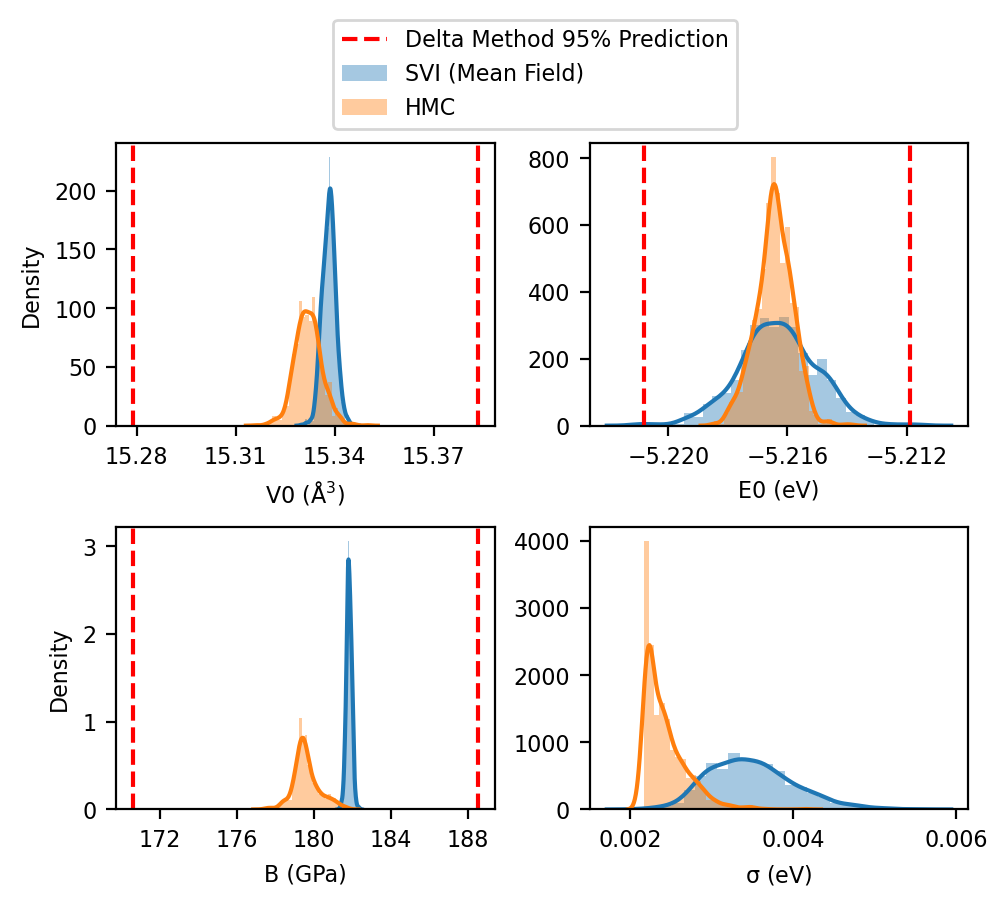 Delta Method 95% Prediction
SVI (Mean Field)
HMC
Density
200
150
100
50
0
15.28 15.31 15.34 15.37
V0 (Å³)
800
600
400
200
0
−5.220 −5.216 −5.212
E0 (eV)
Density
3
2
1
0
172 176 180 184 188
B (GPa)
4000
3000
2000
1000
0
0.002 0.004 0.006
σ (eV)